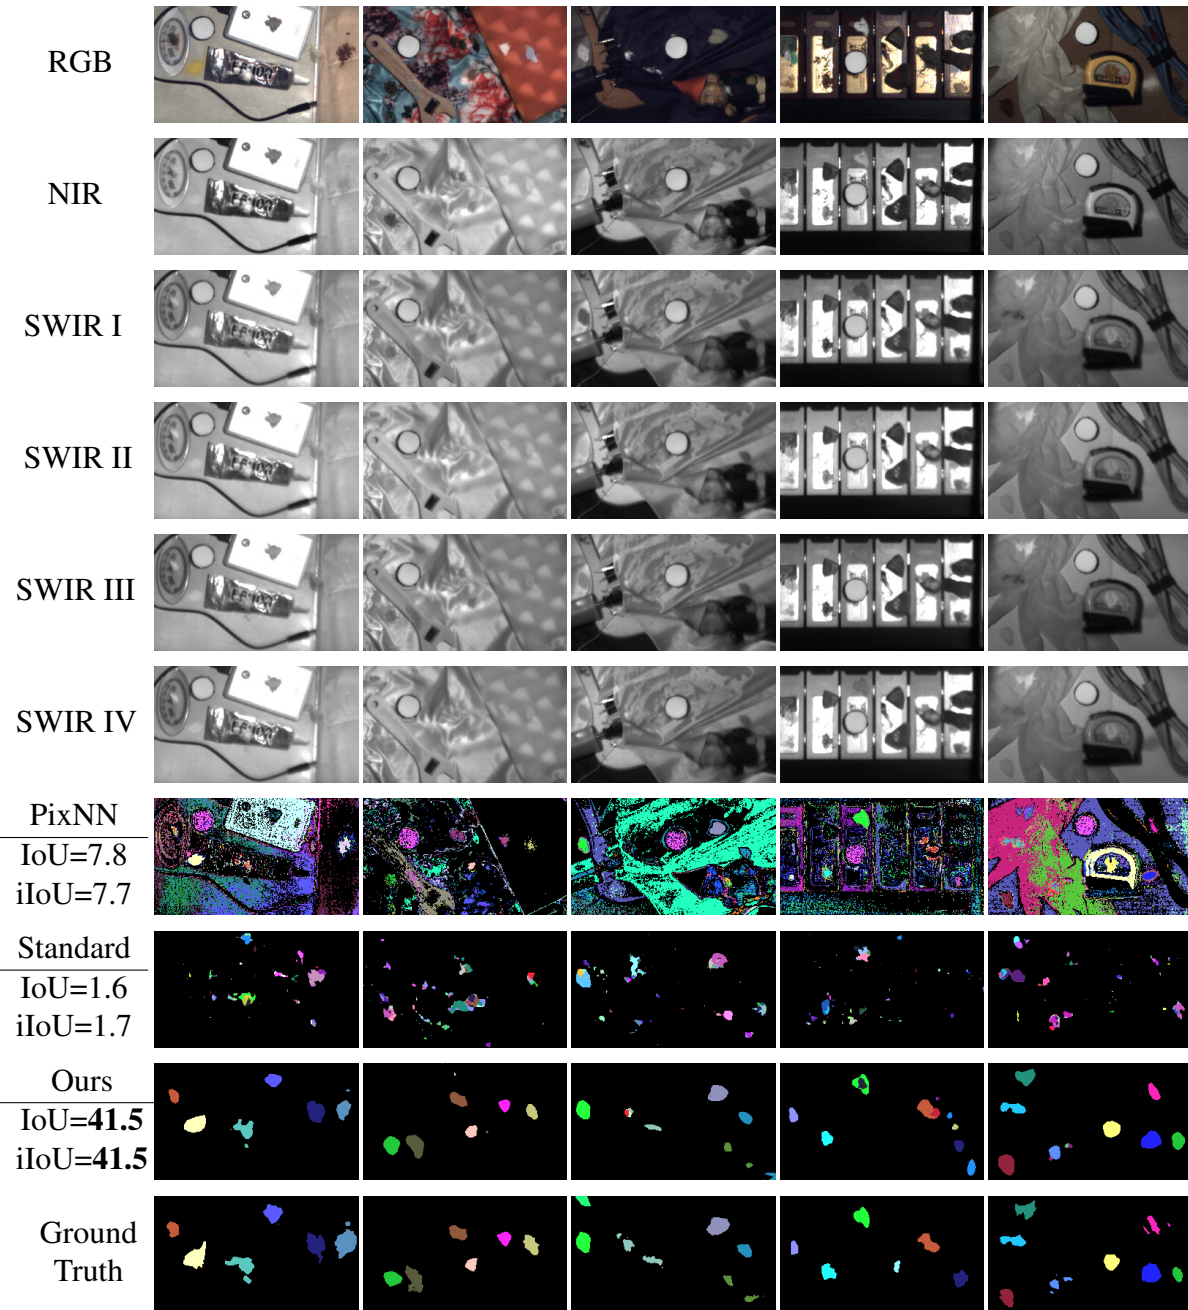 RGB
NIR
SWIR I
SWIR II
SWIR III
SWIR IV
PixNN
IoU=7.8
iIoU=7.7
Standard
IoU=1.6
iIoU=1.7
Ours
IoU=41.5
iIoU=41.5
Ground
Truth